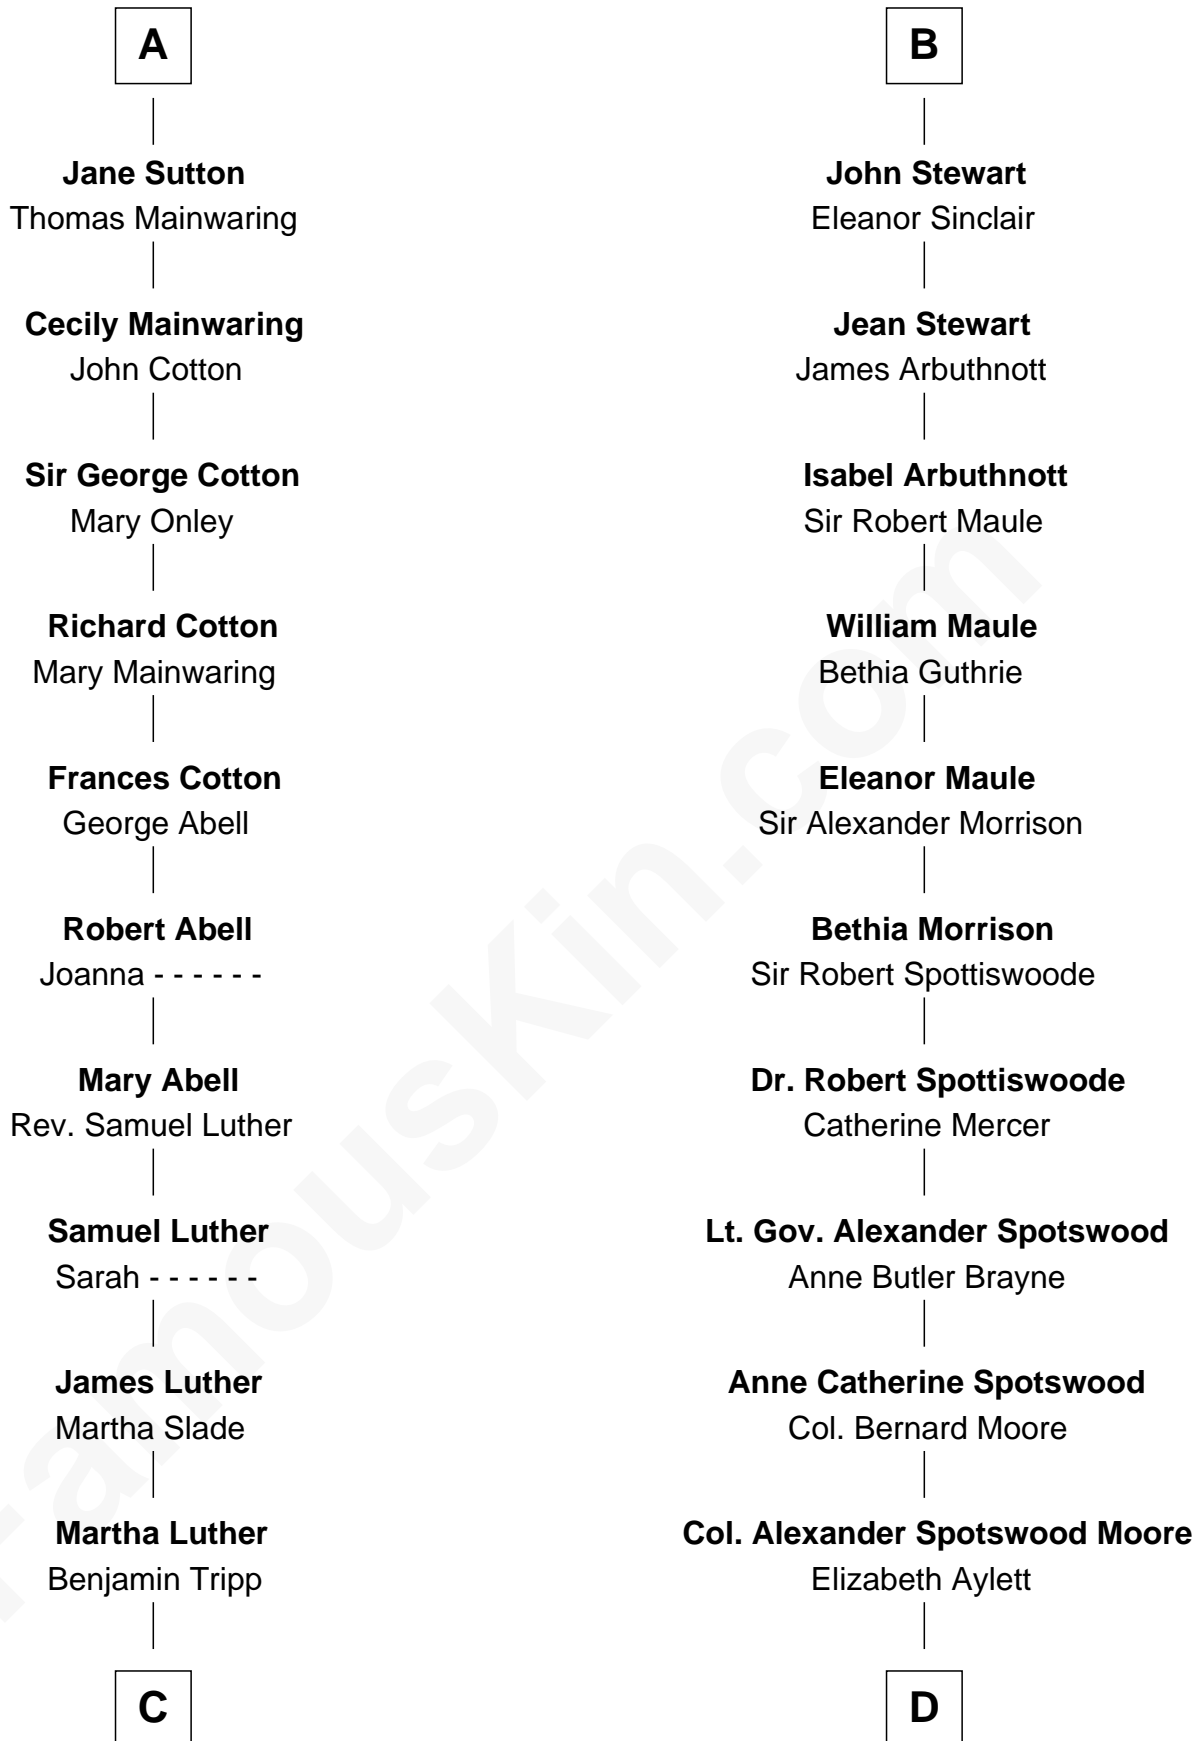 A
Jane Sutton
Thomas Mainwaring
Cecily Mainwaring
John Cotton
Sir George Cotton
Mary Onley
Richard Cotton
Mary Mainwaring
Frances Cotton
George Abell
Robert Abell
Joanna - - - - - -
Mary Abell
Rev. Samuel Luther
Samuel Luther
Sarah - - - - - -
James Luther
Martha Slade
Martha Luther
Benjamin Tripp
C
B
John Stewart
Eleanor Sinclair
Jean Stewart
James Arbuthnott
Isabel Arbuthnott
Sir Robert Maule
William Maule
Bethia Guthrie
Eleanor Maule
Sir Alexander Morrison
Bethia Morrison
Sir Robert Spottiswoode
Dr. Robert Spottiswoode
Catherine Mercer
Lt. Gov. Alexander Spotswood
Anne Butler Brayne
Anne Catherine Spotswood
Col. Bernard Moore
Col. Alexander Spotswood Moore
Elizabeth Aylett
D
FamousKin.com